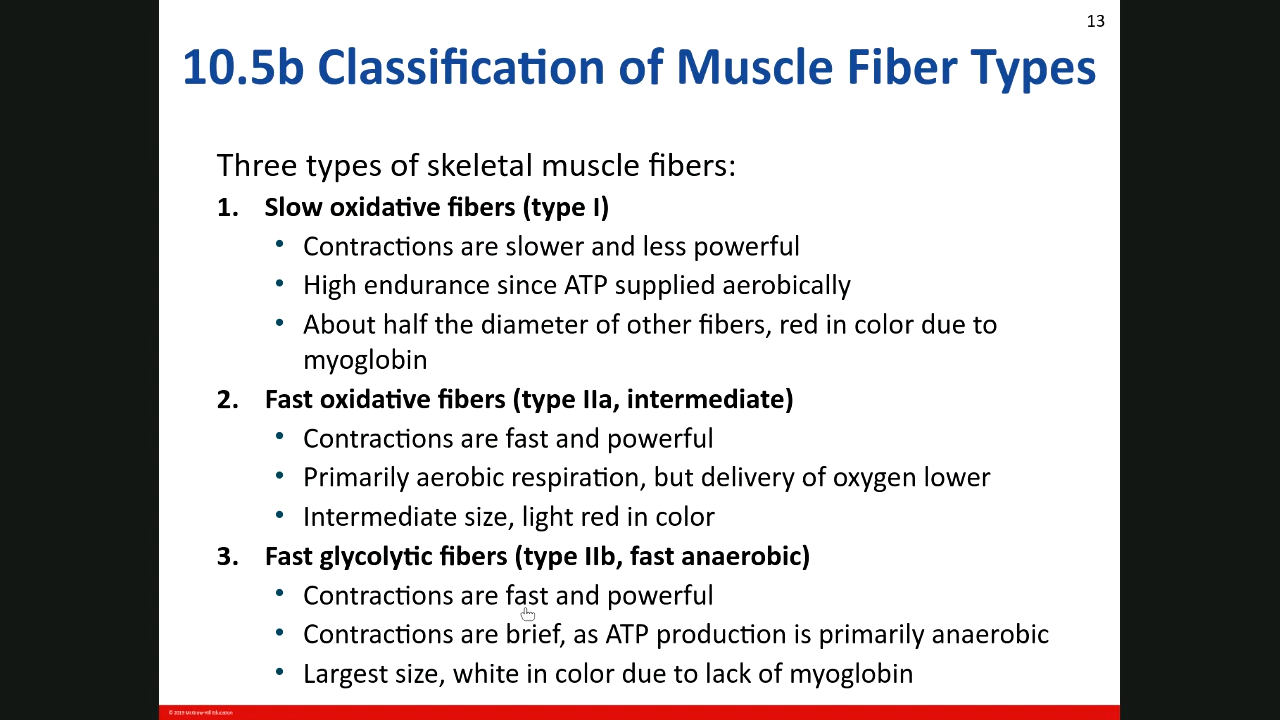 13
10.5b Classification of Muscle Fiber Types
Three types of skeletal muscle fibers:
1. Slow oxidative fibers (type I)
• Contractions are slower and less powerful
• High endurance since ATP supplied aerobically
• About half the diameter of other fibers, red in color due to
myoglobin
2. Fast oxidative fibers (type IIa, intermediate)
• Contractions are fast and powerful
• Primarily aerobic respiration, but delivery of oxygen lower
• Intermediate size, light red in color
3. Fast glycolytic fibers (type IIb, fast anaerobic)
• Contractions are fast and powerful
• Contractions are brief, as ATP production is primarily anaerobic
• Largest size, white in color due to lack of myoglobin
© 2019 McGraw-Hill Education